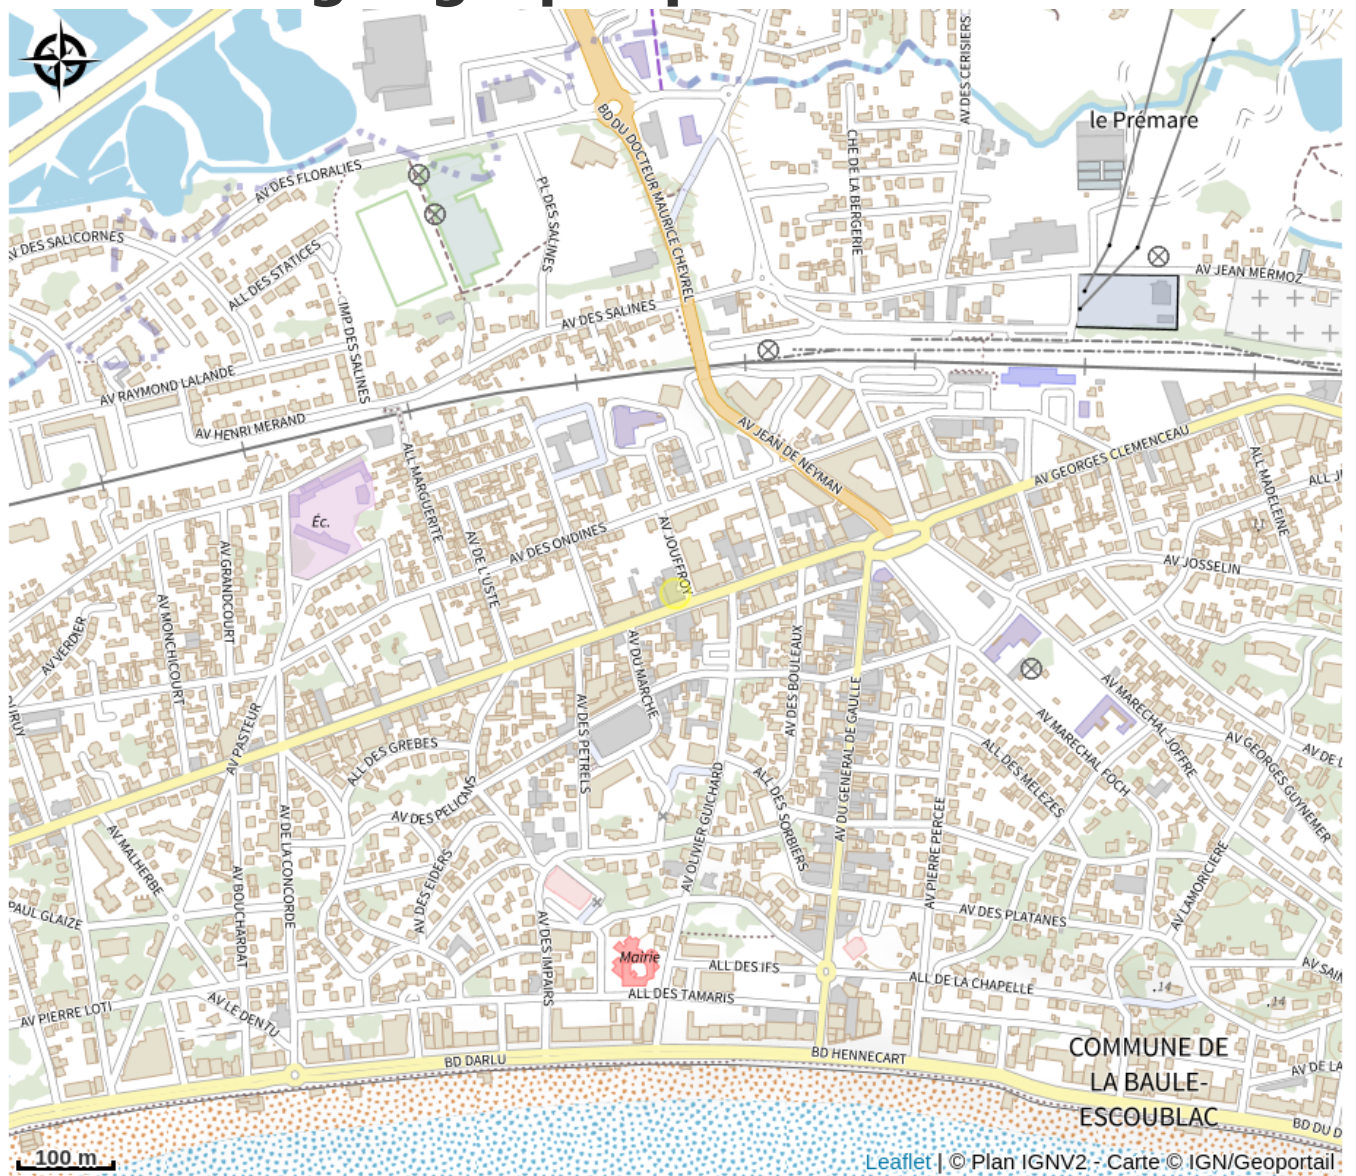 le Prémare
AV DES CERISIERS
BD DU DOCTEUR MAURICE CHEVREL
CHE DE LA BERGERIE
AV DES FLORALIES
PL DES SALINES
AV DES SALICORNES
ALL DES STATICES
AV JEAN MERMOZ
IMP DES SALINES
AV DES SALINES
AV RAYMOND LALANDE
AV HENRI MERAND
AV JEAN DE NEYMAN
AV GEORGES CLEMENCEAU
ALL MARGUERITE
ALL MADELEINE
Éc.
AV DES ONDINES
AV JOUFFROY
AV DE L'USTE
AV JOSSELIN
AV GRANDCOURT
AV MONCHICOURT
AV VERDIER
AV DU MARCHE
AV DES BOULEAUX
AV PASTEUR
AV DES PETRELS
AV DU GENERAL DE GAULLE
AV MARECHAL JOFFRE
AV MARECHAL FOCH
AV GEORGES GUYNEMER
ALL DES GREBES
ALL DES MELEZES
AV DES PELICANS
AV OLIVIER GUICHARD
ALL DES SORBIERS
AV MALHERBE
AV DE LA CONCORDE
AV BOUCHARDAT
AV DES EIDERS
AV PIERRE PERCEE
AV LAMORICIERE
PAUL GLAIZE
AV DES PLATANES
AV DES IMPAIRS
Mairie
ALL DES IFS
ALL DE LA CHAPELLE
ALL DES TAMARIS
.14
.14
AV PIERRE LOTI
AV LE DENTU
BD DARLU
BD HENNECART
COMMUNE DE
LA BAULE-
ESCOUBLAC
AV DE LA
BD DU D
100 m
Leaflet | © Plan IGNV2 - Carte © IGN/Geoportail